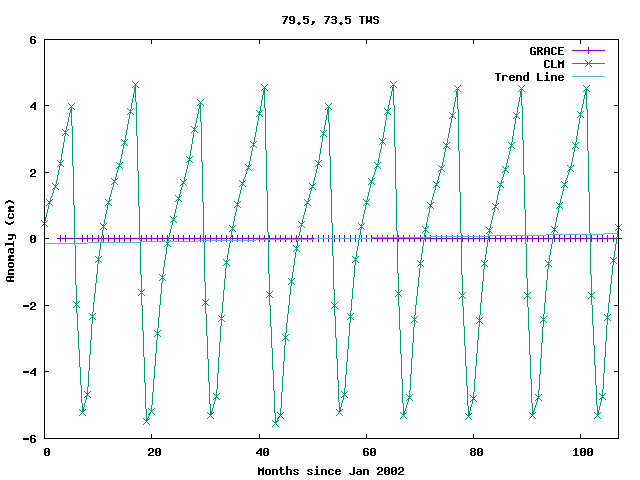 79.5, 73.5 TWS
GRACE
CLM
Trend Line
6
4
2
0
-2
-4
-6
Anomaly (cm)
0 20 40 60 80 100
Months since Jan 2002